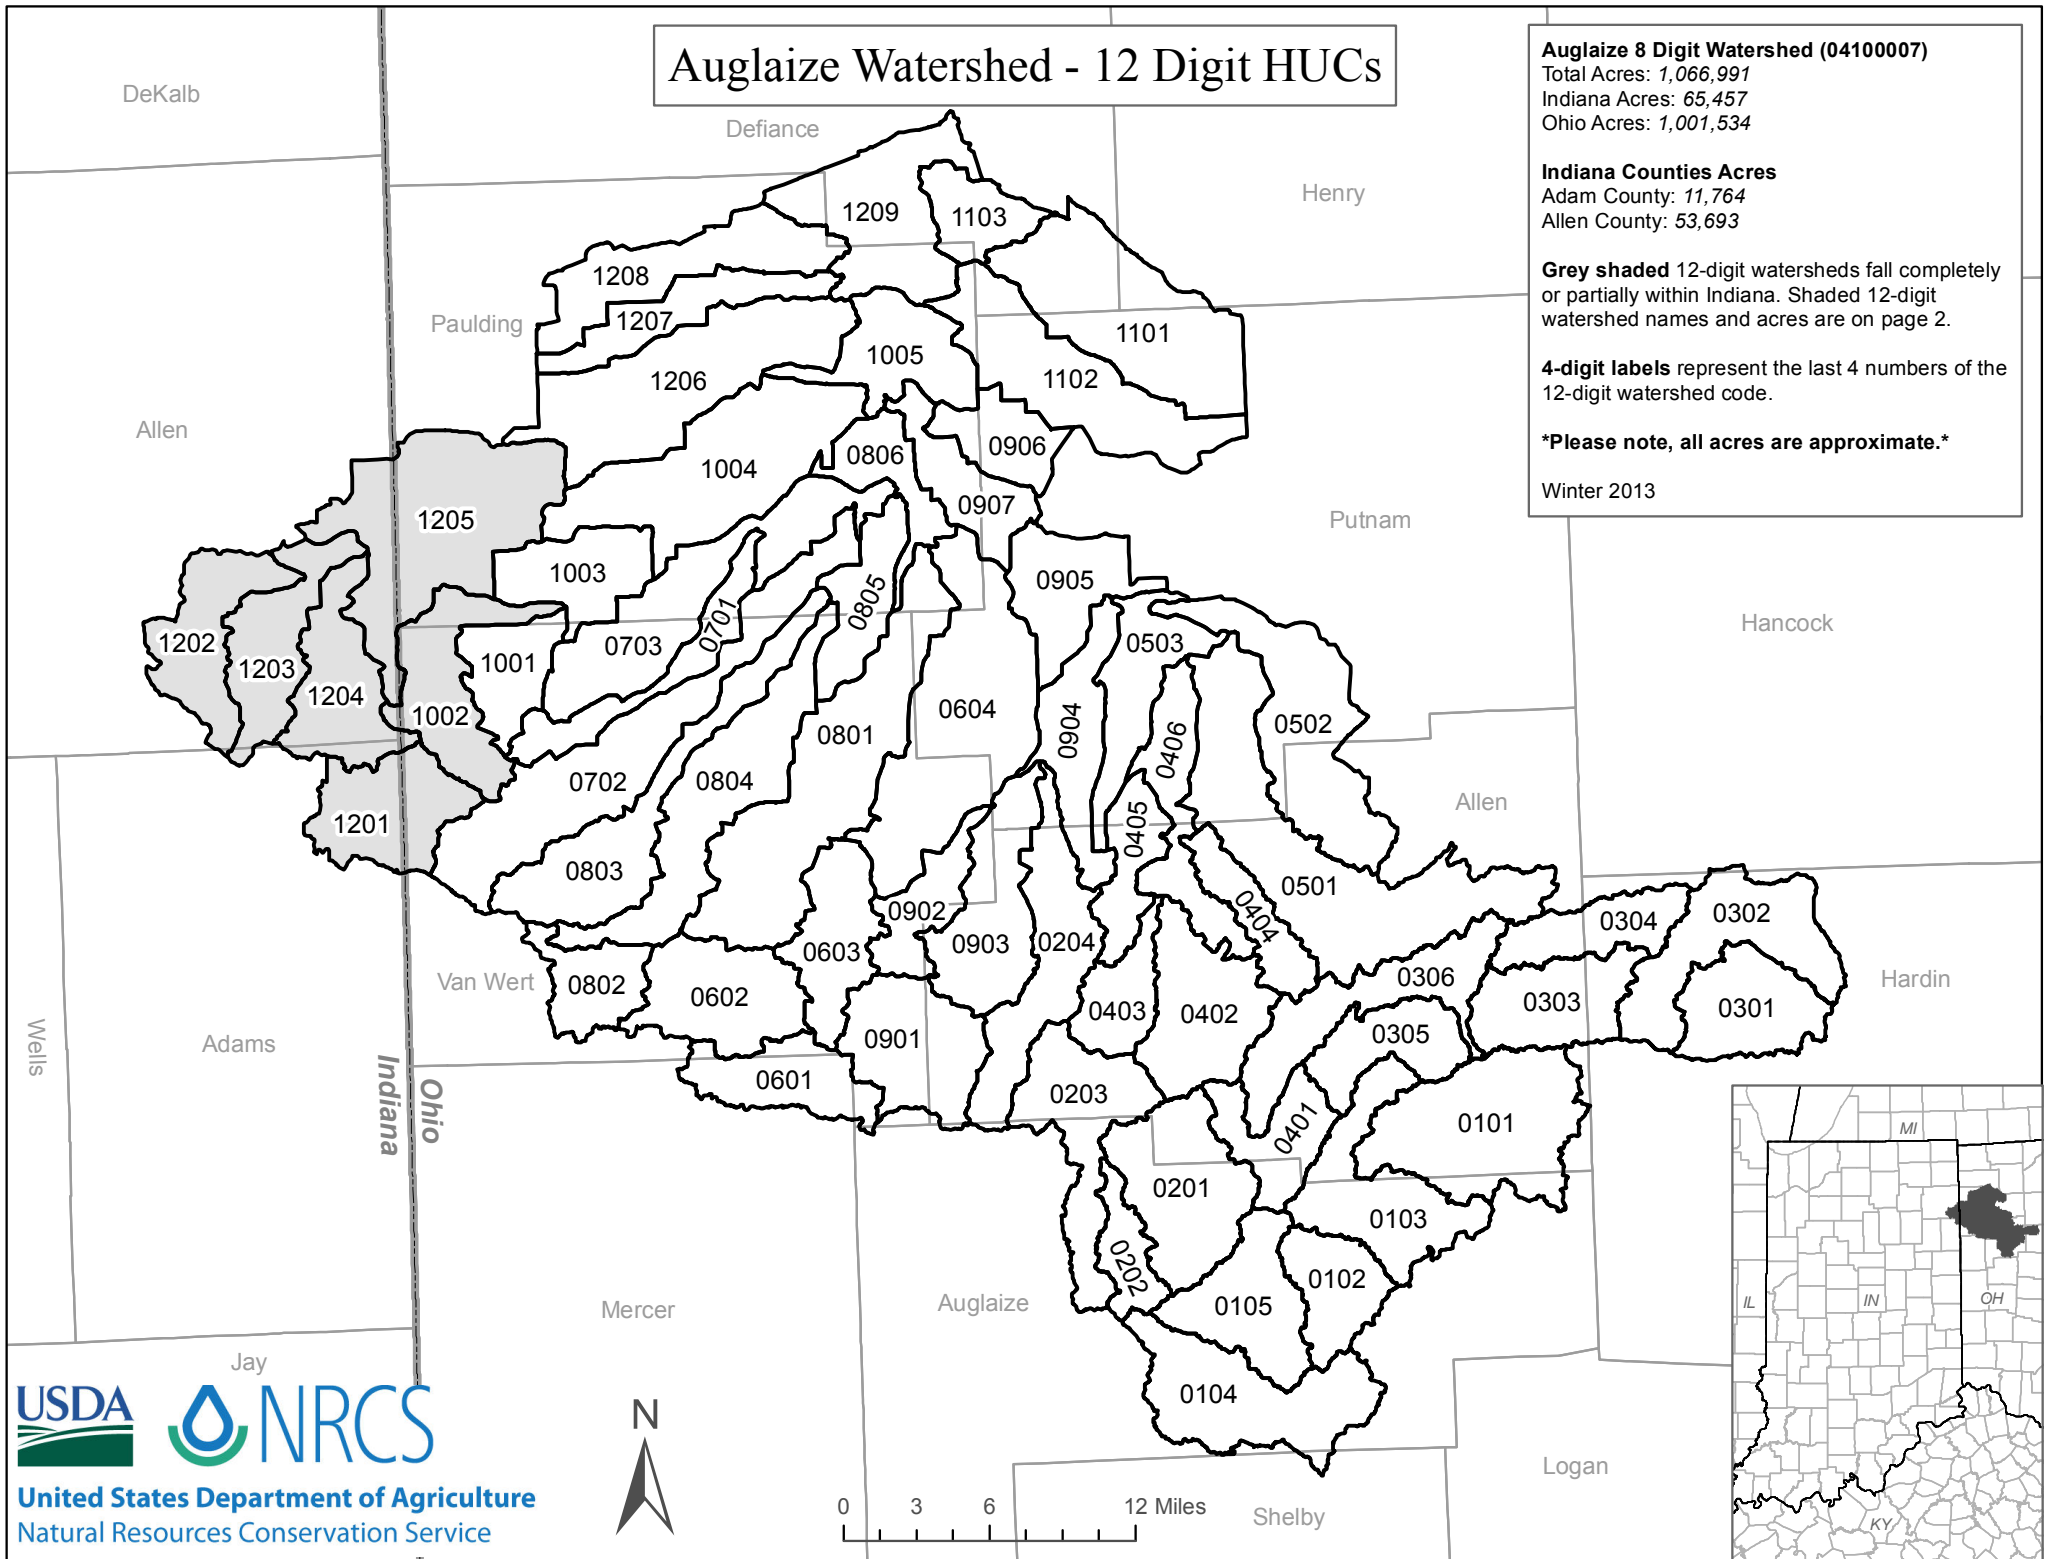 Auglaize Watershed - 12 Digit HUCs
Auglaize 8 Digit Watershed (04100007)
Total Acres: 1,066,991
Indiana Acres: 65,457
Ohio Acres: 1,001,534
Indiana Counties Acres
Adam County: 11,764
Allen County: 53,693
Grey shaded 12-digit watersheds fall completely
or partially within Indiana. Shaded 12-digit
watershed names and acres are on page 2.
4-digit labels represent the last 4 numbers of the
12-digit watershed code.
*Please note, all acres are approximate.*
Winter 2013
DeKalb
Defiance
Henry
1209
1103
1208
Paulding
1207
1101
1005
1206
1102
Allen
0906
0806
1004
0907
1205
Putnam
1003
0905
0805
0701
Hancock
1202
0703
0503
1001
1203
1204
0604
1002
0904
0502
0801
0406
0702
0804
Allen
1201
0405
0803
0501
0902
0404
0304
0302
0903
0204
0603
Van Wert
0306
Hardin
0802
0602
0303
0301
0403
0402
Wells
Adams
0901
0305
Indiana
Ohio
0601
0203
0401
0101
0201
0103
0202
0102
Mercer
Auglaize
0105
Jay
0104
Logan
Shelby
MI
IL
IN
OH
KY
USDA
NRCS
United States Department of Agriculture
Natural Resources Conservation Service
N
0 3 6 12 Miles